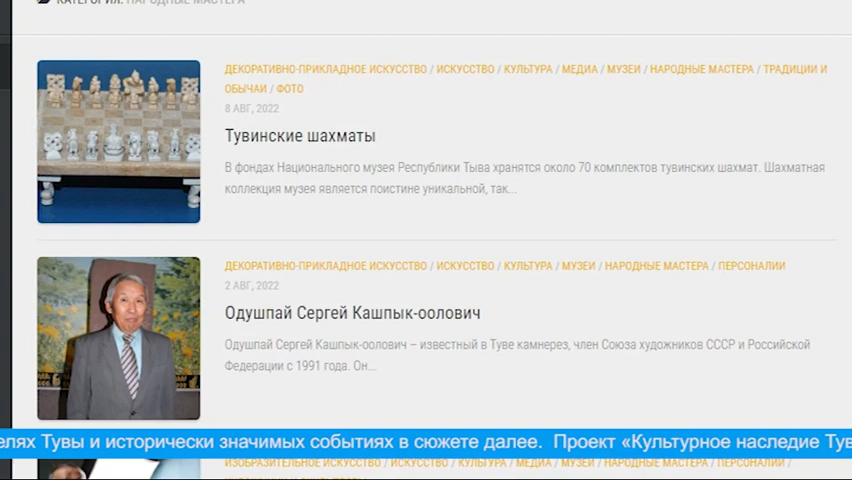 КАТЕГОРИЯ: НАРОДНЫЕ МАСТЕРА
ДЕКОРАТИВНО-ПРИКЛАДНОЕ ИСКУССТВО / ИСКУССТВО / КУЛЬТУРА / МЕДИА / МУЗЕИ / НАРОДНЫЕ МАСТЕРА / ТРАДИЦИИ И
ОБЫЧАИ / ФОТО
8 АВГ, 2022
Тувинские шахматы
В фондах Национального музея Республики Тыва хранятся около 70 комплектов тувинских шахмат. Шахматная
коллекция музея является поистине уникальной, так...
ДЕКОРАТИВНО-ПРИКЛАДНОЕ ИСКУССТВО / ИСКУССТВО / КУЛЬТУРА / МУЗЕИ / НАРОДНЫЕ МАСТЕРА / ПЕРСОНАЛИИ
2 АВГ, 2022
Одушпай Сергей Кашпык-оолович
Одушпай Сергей Кашпык-оолович – известный в Туве камнерез, член Союза художников СССР и Российской
Федерации с 1991 года. Он...
елях Тувы и исторически значимых событиях в сюжете далее. Проект «Культурное наследие Тув
ИЗОБРАЗИТЕЛЬНОЕ ИСКУССТВО / ИСКУССТВО / КУЛЬТУРА / МЕДИА / МУЗЕИ / НАРОДНЫЕ МАСТЕРА / ПЕРСОНАЛИИ /